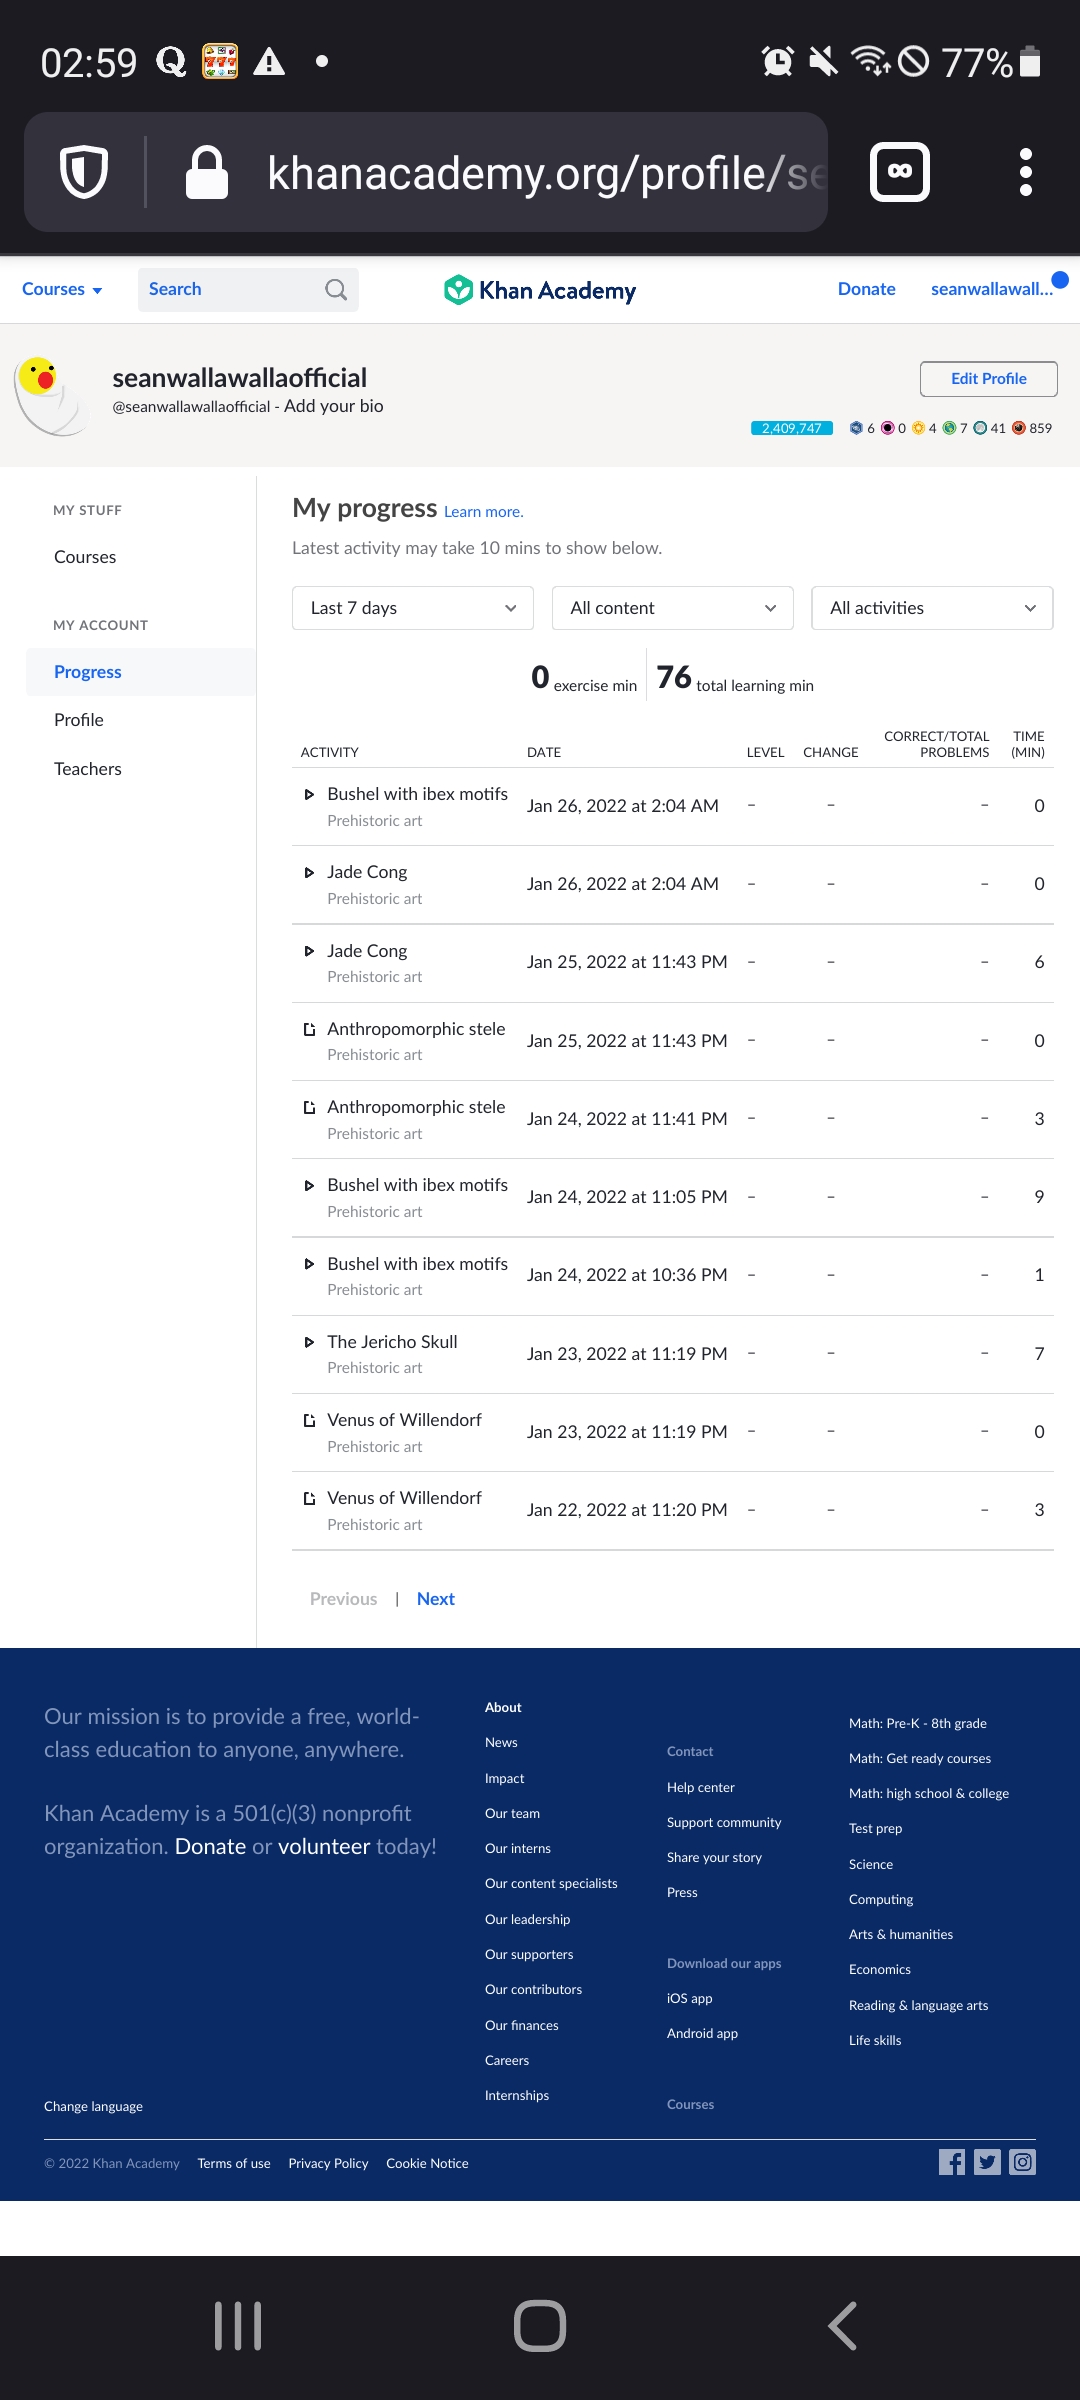 02:59
77%
khanacademy.org/profile/se
Courses
Search
Khan Academy
Donate
seanwallawall...
seanwallawallaofficial
@seanwallawallaofficial - Add your bio
Edit Profile
2,409,747 6 0 4 7 41 859
MY STUFF
Courses
MY ACCOUNT
Progress
Profile
Teachers
My progress Learn more.
Latest activity may take 10 mins to show below.
Last 7 days
All content
All activities
0 exercise min
76 total learning min
ACTIVITY DATE LEVEL CHANGE CORRECT/TOTAL PROBLEMS TIME (MIN)
Bushel with ibex motifs Jan 26, 2022 at 2:04 AM – – – 0
Prehistoric art
Jade Cong Jan 26, 2022 at 2:04 AM – – – 0
Prehistoric art
Jade Cong Jan 25, 2022 at 11:43 PM – – – 6
Prehistoric art
Anthropomorphic stele Jan 25, 2022 at 11:43 PM – – – 0
Prehistoric art
Anthropomorphic stele Jan 24, 2022 at 11:41 PM – – – 3
Prehistoric art
Bushel with ibex motifs Jan 24, 2022 at 11:05 PM – – – 9
Prehistoric art
Bushel with ibex motifs Jan 24, 2022 at 10:36 PM – – – 1
Prehistoric art
The Jericho Skull Jan 23, 2022 at 11:19 PM – – – 7
Prehistoric art
Venus of Willendorf Jan 23, 2022 at 11:19 PM – – – 0
Prehistoric art
Venus of Willendorf Jan 22, 2022 at 11:20 PM – – – 3
Prehistoric art
Previous | Next
Our mission is to provide a free, world-
class education to anyone, anywhere.
Khan Academy is a 501(c)(3) nonprofit
organization. Donate or volunteer today!
Change language
About
News
Impact
Our team
Our interns
Our content specialists
Our leadership
Our supporters
Our contributors
Our finances
Careers
Internships
Contact
Help center
Support community
Share your story
Press
Download our apps
iOS app
Android app
Courses
Math: Pre-K - 8th grade
Math: Get ready courses
Math: high school & college
Test prep
Science
Computing
Arts & humanities
Economics
Reading & language arts
Life skills
© 2022 Khan Academy Terms of use Privacy Policy Cookie Notice